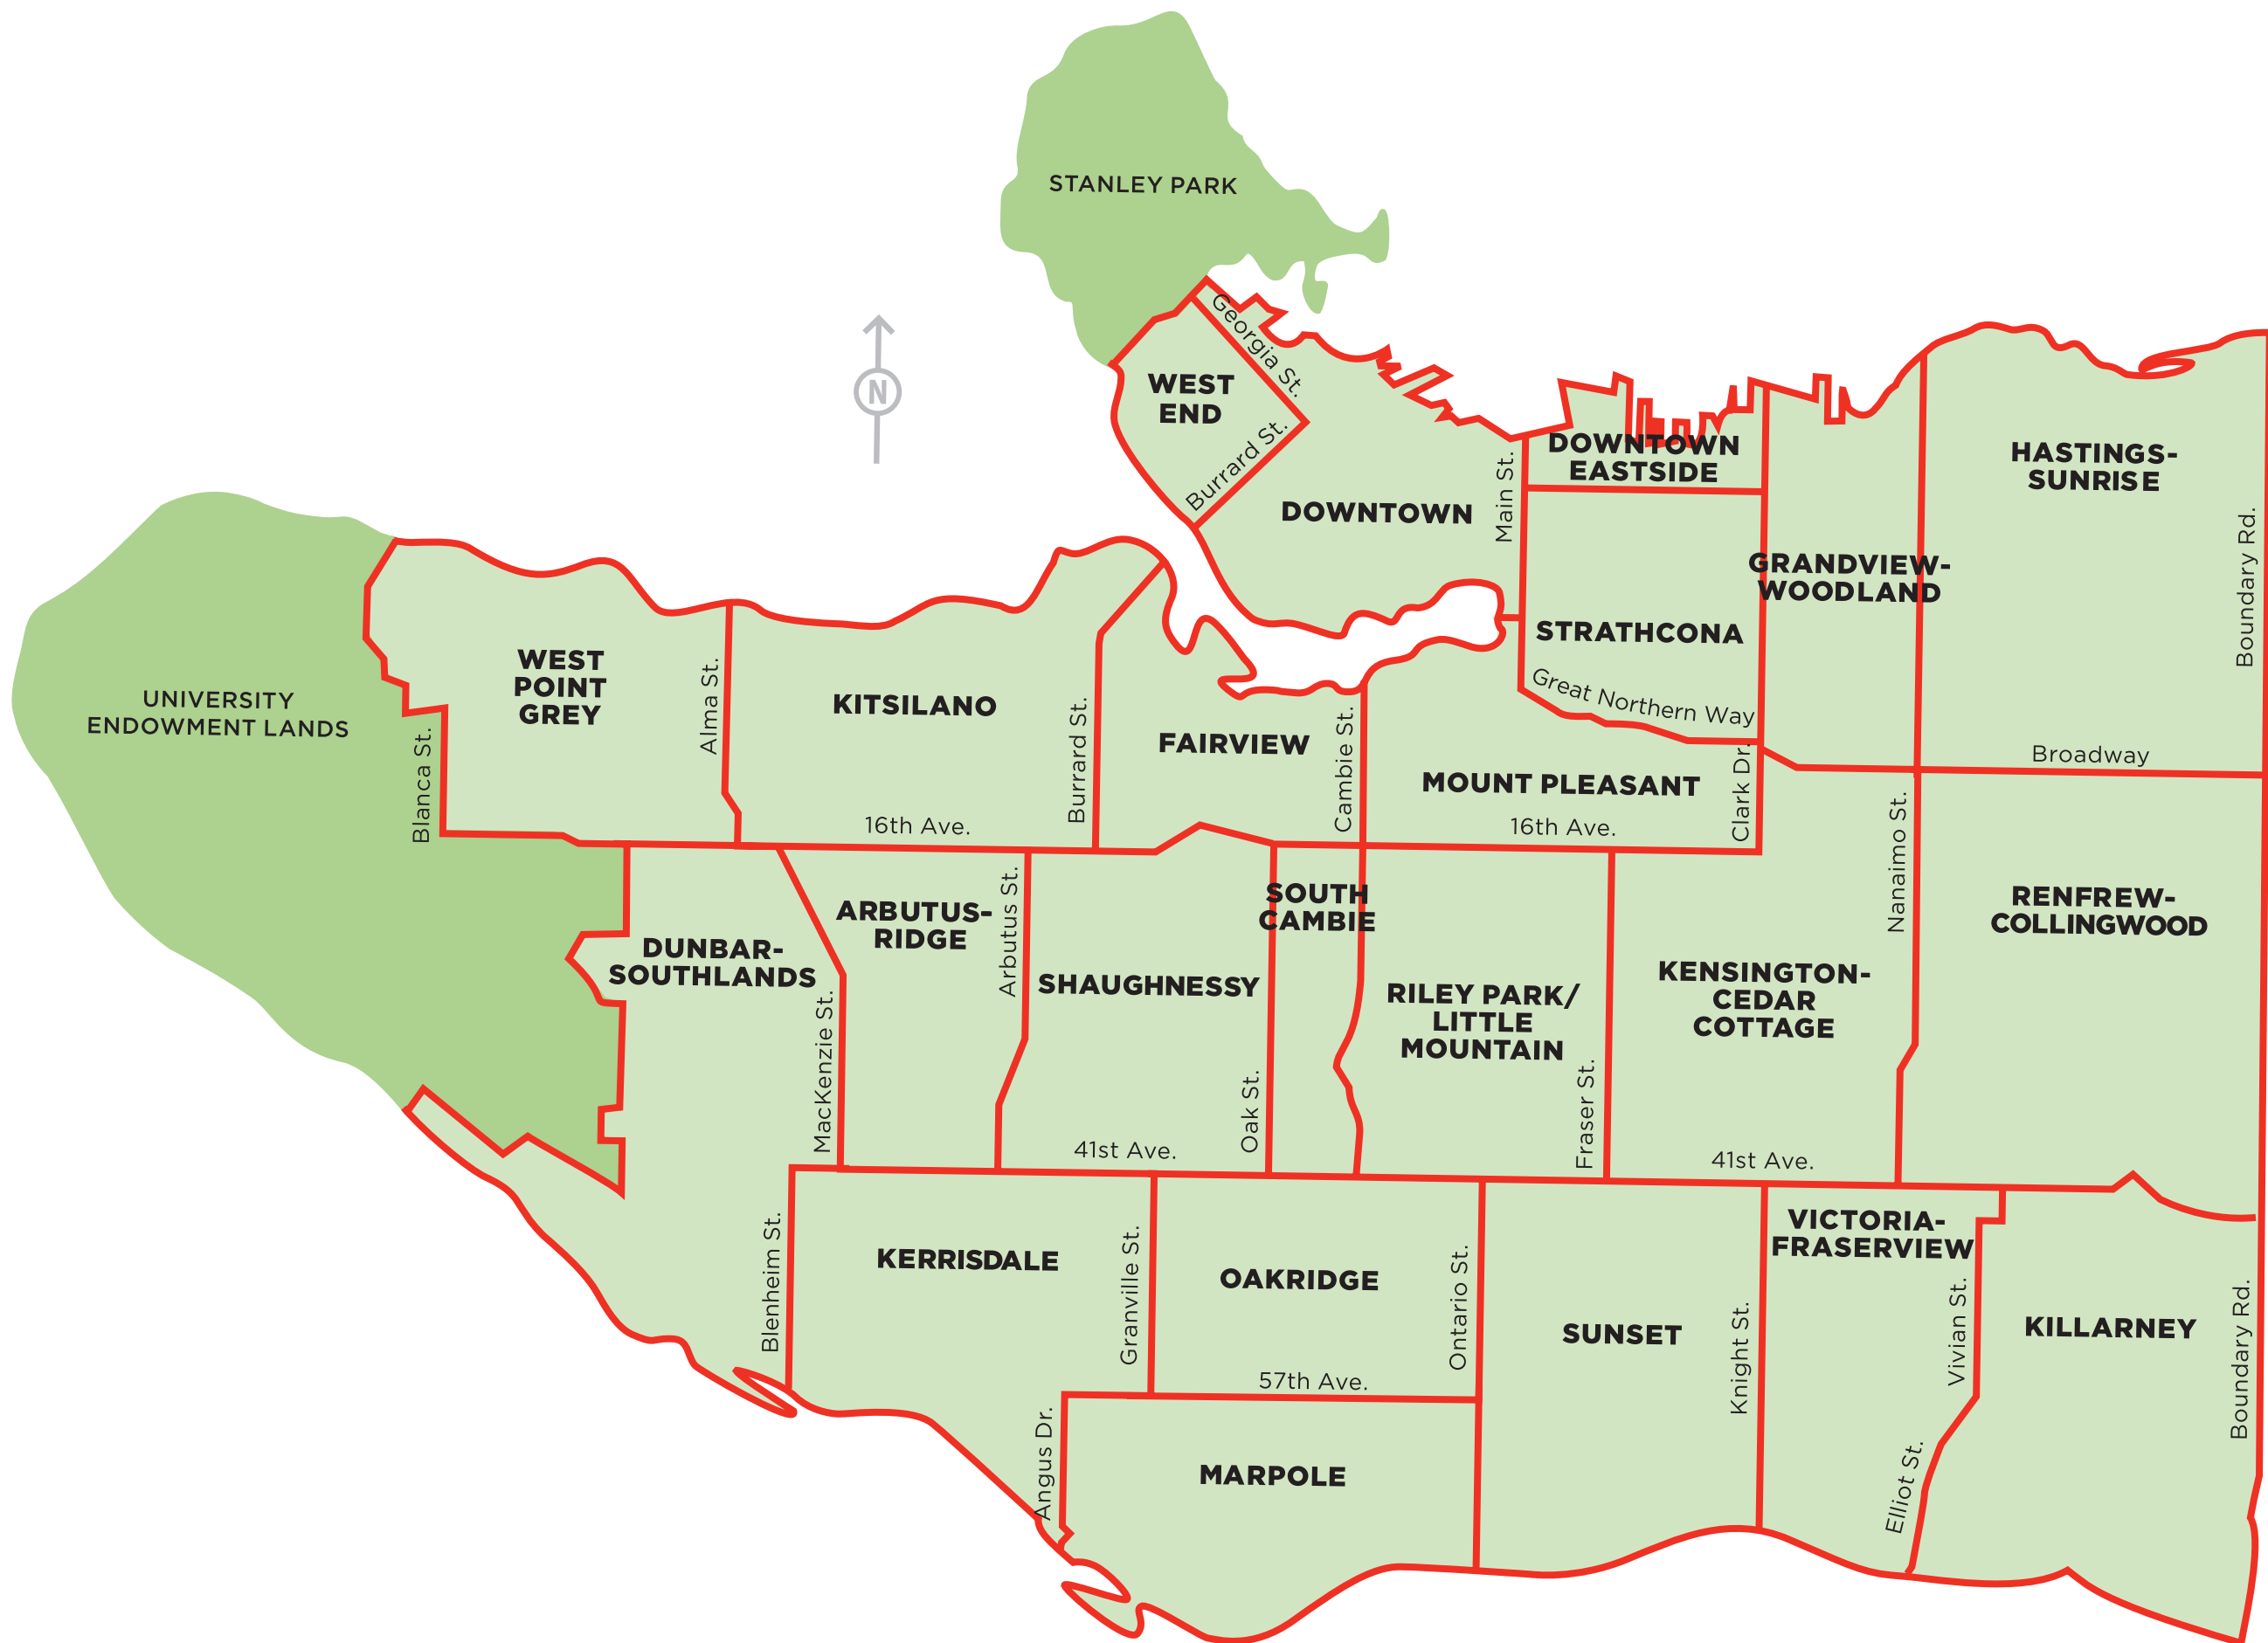 STANLEY PARK
Georgia St.
WEST
END
Burrard St.
N
DOWNTOWN
Main St.
DOWNTOWN
EASTSIDE
HASTINGS-
SUNRISE
Boundary Rd.
GRANDVIEW-
WOODLAND
STRATHCONA
Great Northern Way
UNIVERSITY
ENDOWMENT LANDS
Blanca St.
WEST
POINT
GREY
Alma St.
KITSILANO
Burrard St.
16th Ave.
FAIRVIEW
Cambie St.
MOUNT PLEASANT
16th Ave.
Clark Dr.
Broadway
Nanaimo St.
DUNBAR-
SOUTHLANDS
MacKenzie St.
ARBUTUS-
RIDGE
Arbutus St.
SHAUGHNESSY
41st Ave.
Oak St.
SOUTH
CAMBIE
RILEY PARK/
LITTLE
MOUNTAIN
Fraser St.
KENSINGTON-
CEDAR
COTTAGE
41st Ave.
RENFREW-
COLLINGWOOD
Blenheim St.
KERRISDALE
Granville St.
OAKRIDGE
57th Ave.
Ontario St.
SUNSET
Knight St.
VICTORIA-
FRASERVIEW
Vivian St.
Elliot St.
KILLARNEY
Boundary Rd.
Angus Dr.
MARPOLE